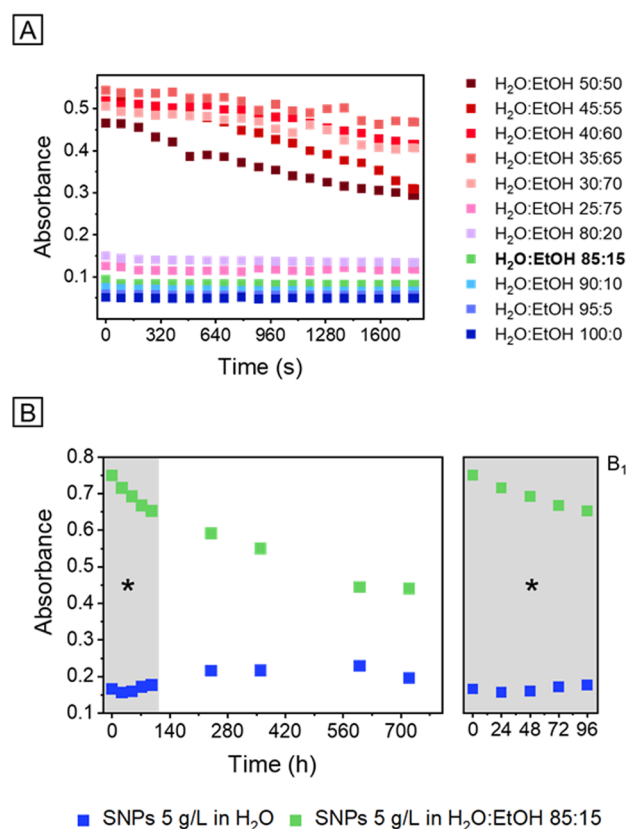 A
Absorbance
0.5
0.4
0.3
0.2
0.1
0 320 640 960 1280 1600
Time (s)
H₂O:EtOH 50:50
H₂O:EtOH 45:55
H₂O:EtOH 40:60
H₂O:EtOH 35:65
H₂O:EtOH 30:70
H₂O:EtOH 25:75
H₂O:EtOH 80:20
H₂O:EtOH 85:15
H₂O:EtOH 90:10
H₂O:EtOH 95:5
H₂O:EtOH 100:0
B
Absorbance
0.8
0.7
0.6
0.5
0.4
0.3
0.2
0.1
*
0 140 280 420 560 700
Time (h)
B₁
*
0 24 48 72 96
SNPs 5 g/L in H₂O SNPs 5 g/L in H₂O:EtOH 85:15